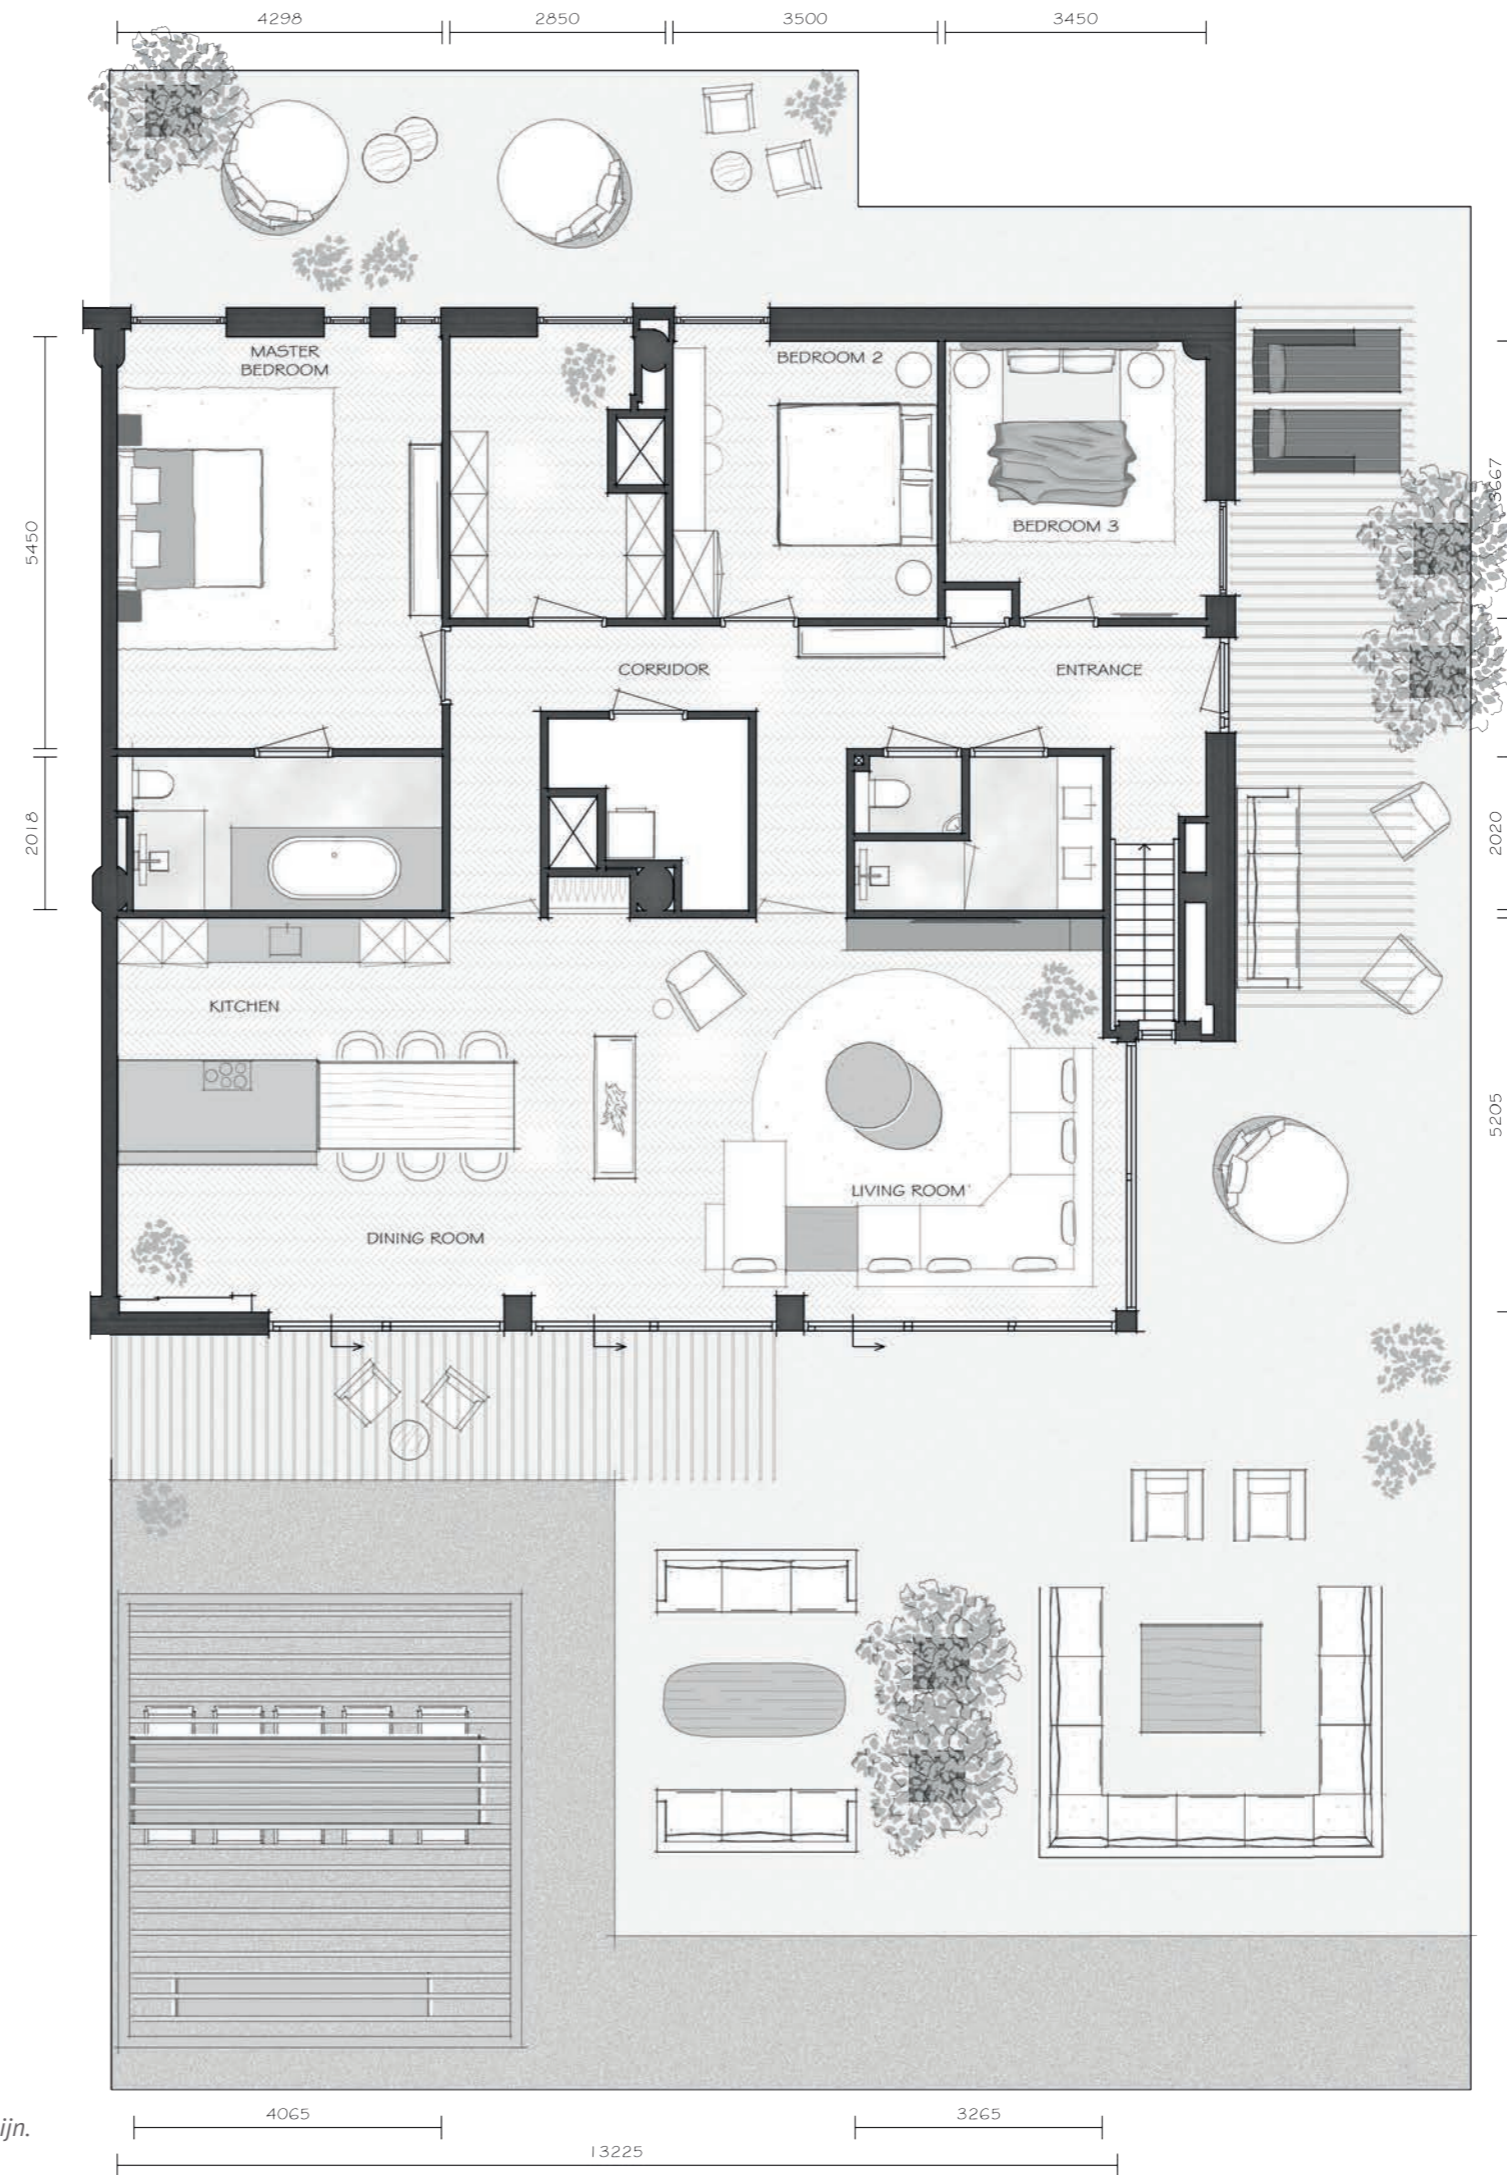 4298
2850
3500
3450
MASTER
BEDROOM
BEDROOM 2
BEDROOM 3
3667
5450
CORRIDOR
ENTRANCE
2018
2020
KITCHEN
5205
LIVING ROOM
DINING ROOM
4065
3265
ijn.
13225